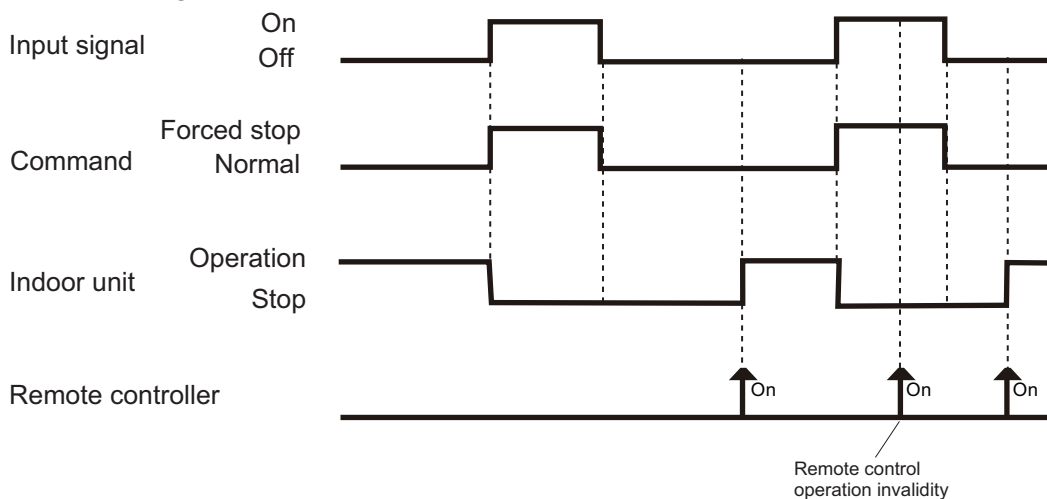 On
Input signal
Off
Forced stop
Command
Normal
Operation
Indoor unit
Stop
On
On
On
Remote controller
Remote control
operation invalidity